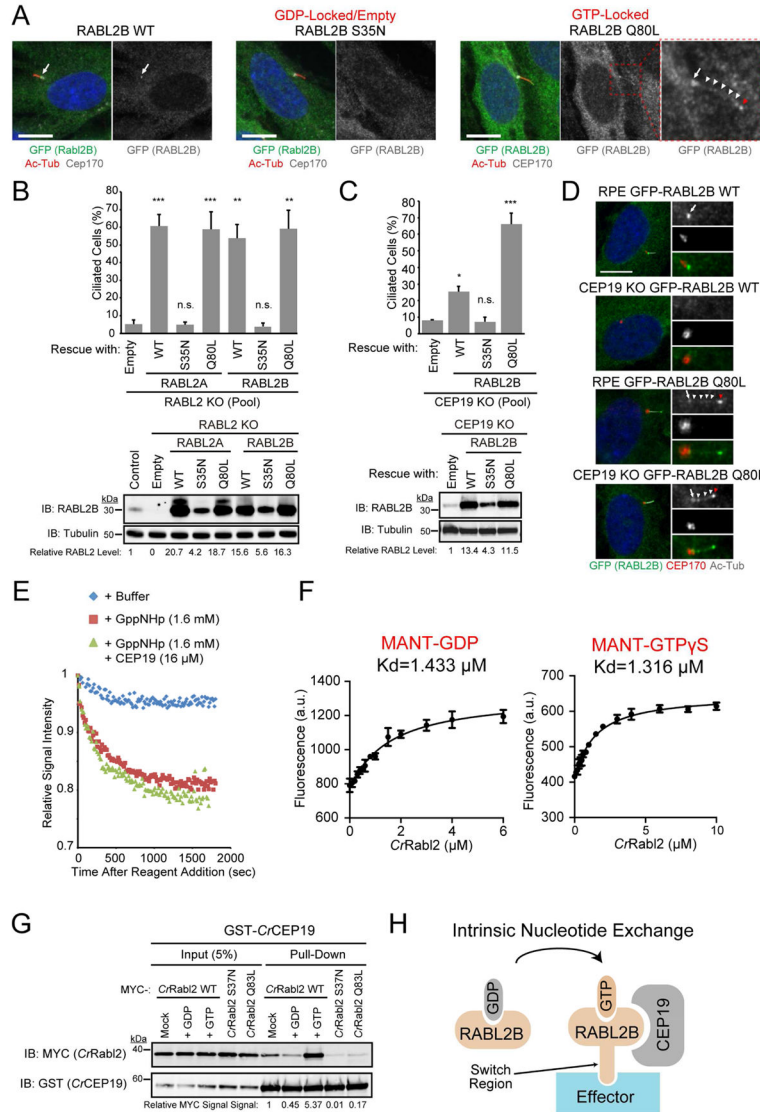 A
RABL2B WT
GDP-Locked/Empty
RABL2B S35N
GTP-Locked
RABL2B Q80L
GFP (Rabl2B)
Ac-Tub Cep170
GFP (RABL2B)
GFP (Rabl2B)
Ac-Tub Cep170
GFP (RABL2B)
GFP (RABL2B)
Ac-Tub CEP170
GFP (RABL2B)
GFP (RABL2B)
B
Ciliated Cells (%)
80
70
60
50
40
30
20
10
0
***
n.s.
***
**
n.s.
**
Rescue with:
Empty
WT
S35N
Q80L
WT
S35N
Q80L
RABL2A
RABL2B
RABL2 KO (Pool)
RABL2 KO
RABL2A
RABL2B
Control
Empty
WT
S35N
Q80L
WT
S35N
Q80L
kDa
IB: RABL2B 30
IB: Tubulin 50
Relative RABL2 Level: 1 0 20.7 4.2 18.7 15.6 5.6 16.3
C
Ciliated Cells (%)
80
70
60
50
40
30
20
10
0
*
n.s.
***
Rescue with:
Empty
WT
S35N
Q80L
RABL2B
CEP19 KO (Pool)
CEP19 KO
RABL2B
Rescue with:
Empty
WT
S35N
Q80L
kDa
IB: RABL2B 30
IB: Tubulin 50
Relative RABL2 Level: 1 13.4 4.3 11.5
D
RPE GFP-RABL2B WT
CEP19 KO GFP-RABL2B WT
RPE GFP-RABL2B Q80L
CEP19 KO GFP-RABL2B Q80L
GFP (RABL2B) CEP170 Ac-Tub
E
+ Buffer
+ GppNHp (1.6 mM)
+ GppNHp (1.6 mM)
+ CEP19 (16 µM)
Relative Signal Intensity
1
0.9
0.8
0.7
0 500 1000 1500 2000
Time After Reagent Addition (sec)
F
MANT-GDP
Kd=1.433 µM
Fluorescence (a.u.)
1400
1200
1000
800
600
0 2 4 6
CrRabl2 (µM)
MANT-GTPγS
Kd=1.316 µM
Fluorescence (a.u.)
700
600
500
400
300
0 5 10
CrRabl2 (µM)
G
GST-CrCEP19
Input (5%)
Pull-Down
MYC-:
CrRabl2 WT
CrRabl2 S37N
CrRabl2 Q83L
CrRabl2 WT
CrRabl2 S37N
CrRabl2 Q83L
Mock
+ GDP
+ GTP
Mock
+ GDP
+ GTP
kDa
IB: MYC (CrRabl2) 40
IB: GST (CrCEP19) 60
Relative MYC Signal Signal: 1 0.45 5.37 0.01 0.17
H
Intrinsic Nucleotide Exchange
GDP
RABL2B
GTP
RABL2B
CEP19
Switch
Region
Effector